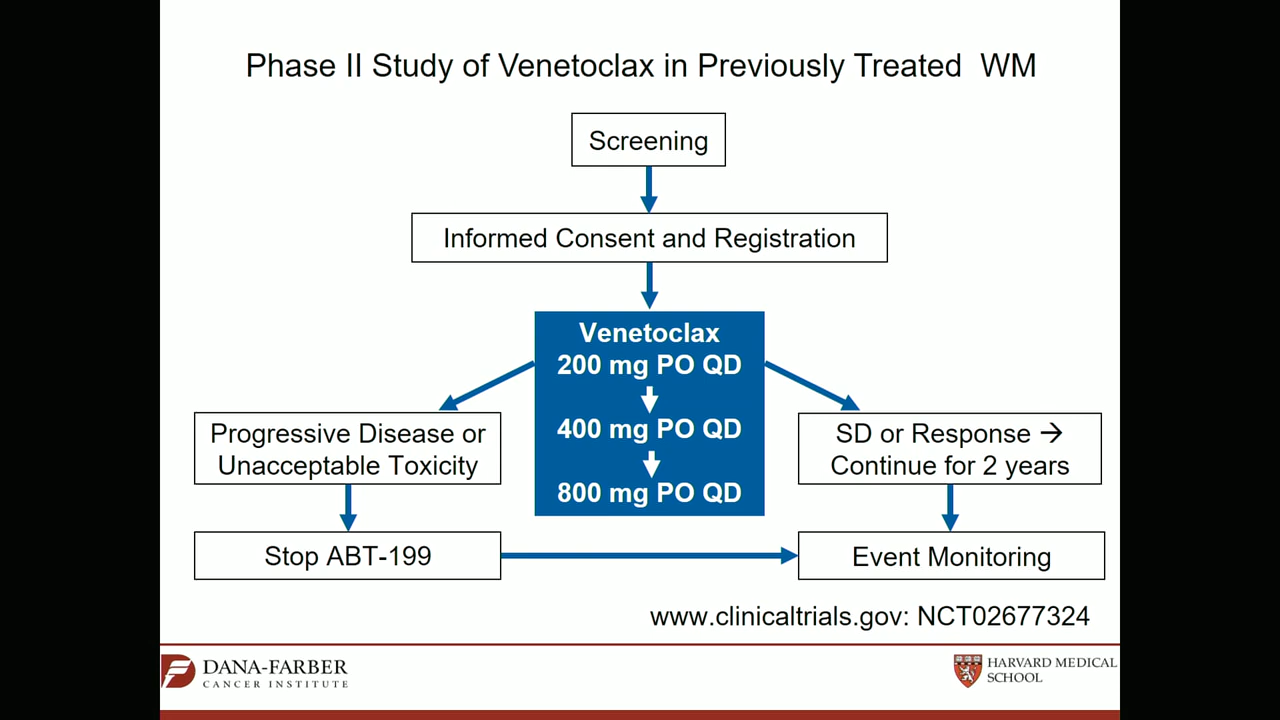 Phase II Study of Venetoclax in Previously Treated WM
Screening
Informed Consent and Registration
Venetoclax
200 mg PO QD
400 mg PO QD
800 mg PO QD
Progressive Disease or
Unacceptable Toxicity
SD or Response →
Continue for 2 years
Stop ABT-199
Event Monitoring
www.clinicaltrials.gov: NCT02677324
DANA-FARBER
CANCER INSTITUTE
HARVARD MEDICAL
SCHOOL